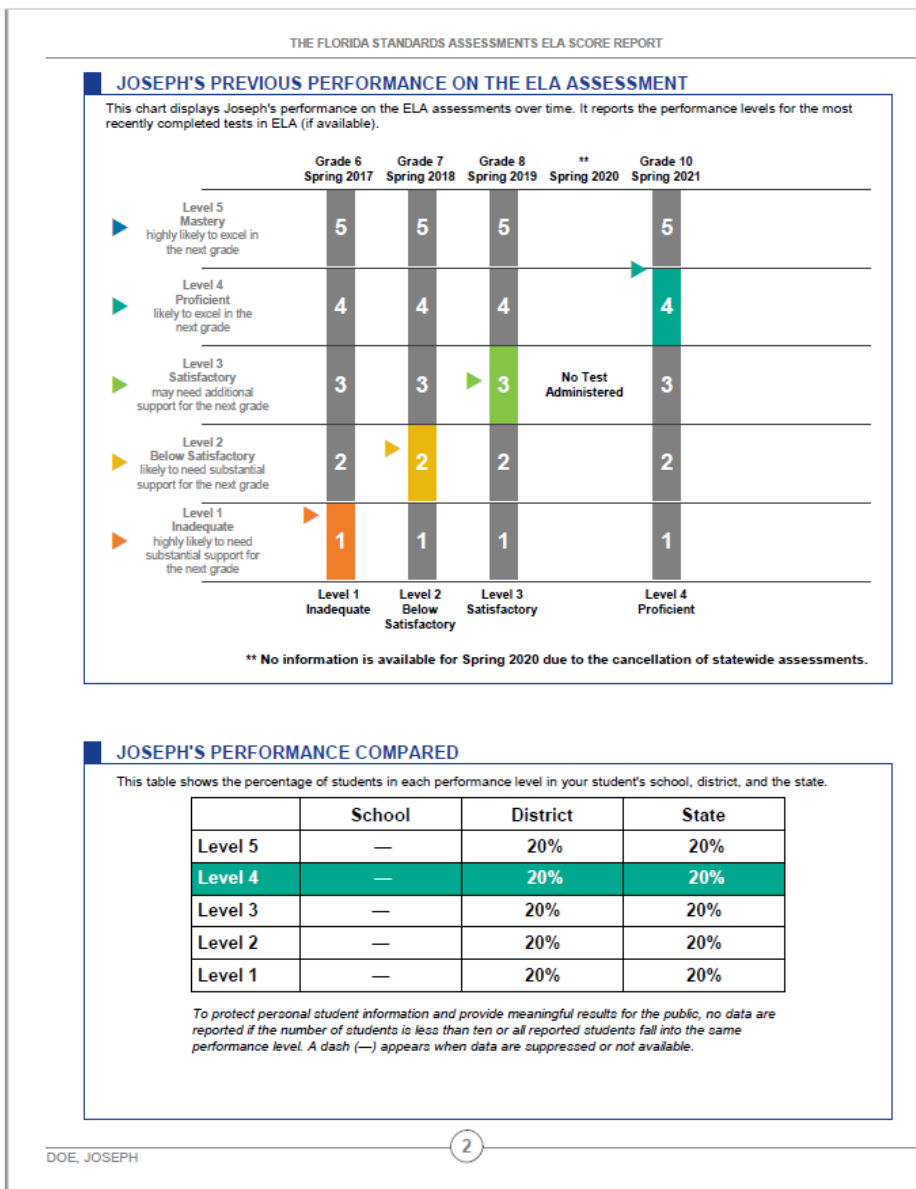 THE FLORIDA STANDARDS ASSESSMENTS ELA SCORE REPORT
JOSEPH'S PREVIOUS PERFORMANCE ON THE ELA ASSESSMENT
This chart displays Joseph's performance on the ELA assessments over time. It reports the performance levels for the most
recently completed tests in ELA (if available).
Grade 6 Grade 7 Grade 8 ** Grade 10
Spring 2017 Spring 2018 Spring 2019 Spring 2020 Spring 2021
Level 5
Mastery
highly likely to excel in
the next grade
5 5 5 5
Level 4
Proficient
likely to excel in the
next grade
4 4 4 4
Level 3
Satisfactory
may need additional
support for the next grade
3 3 3 No Test
Administered
3
Level 2
Below Satisfactory
likely to need substantial
support for the next grade
2 2 2 2
Level 1
Inadequate
highly likely to need
substantial support for
the next grade
1 1 1 1
Level 1 Level 2 Level 3 Level 4
Inadequate Below Satisfactory Proficient
Satisfactory
** No information is available for Spring 2020 due to the cancellation of statewide assessments.
JOSEPH'S PERFORMANCE COMPARED
This table shows the percentage of students in each performance level in your student's school, district, and the state.
School District State
Level 5 — 20% 20%
Level 4 — 20% 20%
Level 3 — 20% 20%
Level 2 — 20% 20%
Level 1 — 20% 20%
To protect personal student information and provide meaningful results for the public, no data are
reported if the number of students is less than ten or all reported students fall into the same
performance level. A dash (—) appears when data are suppressed or not available.
DOE, JOSEPH
2